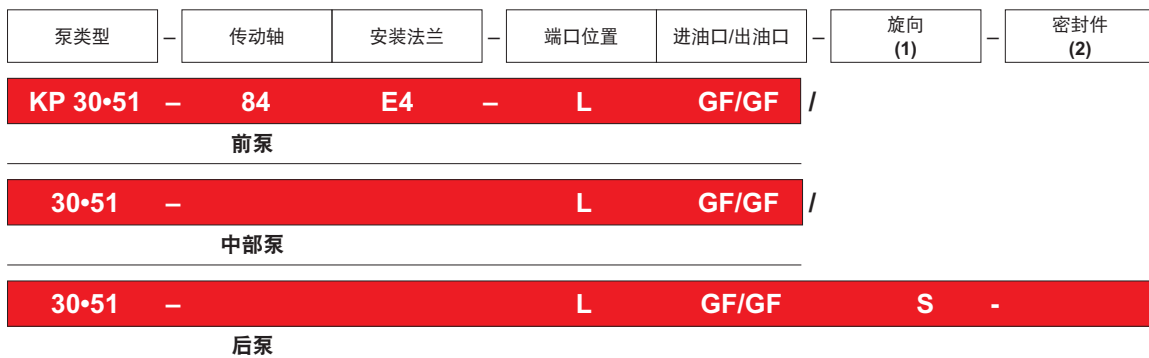 泵类型 – 传动轴 安装法兰 – 端口位置 进油口/出油口 – 旋向 (1) – 密封件 (2)
KP 30•51 – 84 E4 – L GF/GF /
前泵
30•51 – L GF/GF /
中部泵
30•51 – L GF/GF S -
后泵